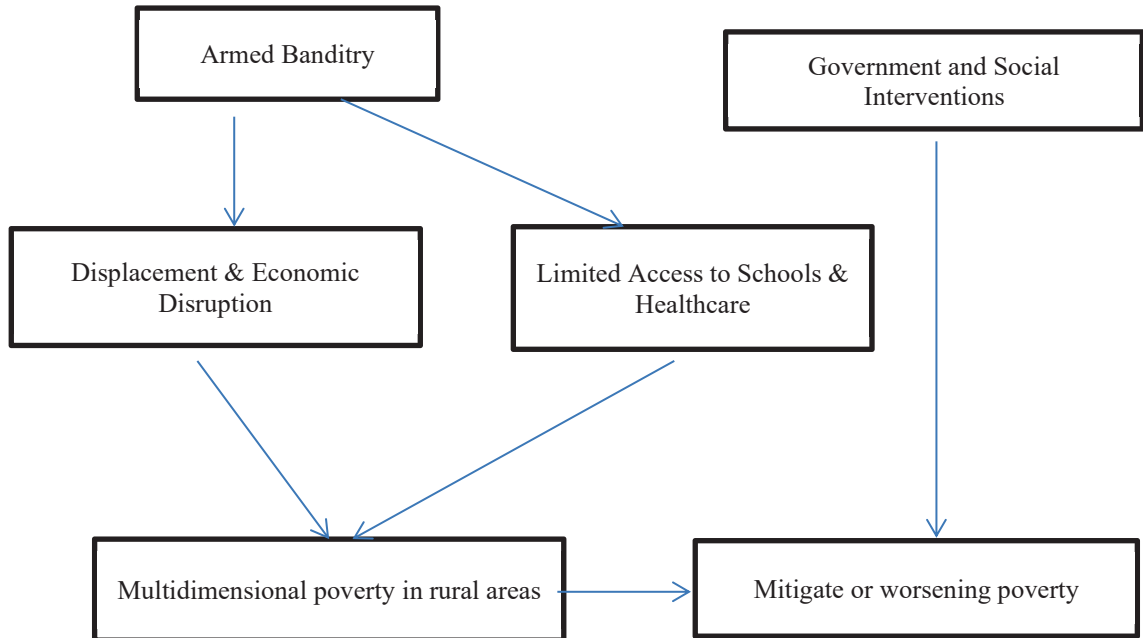 Armed Banditry
Government and Social
Interventions
Displacement & Economic
Disruption
Limited Access to Schools &
Healthcare
Multidimensional poverty in rural areas
Mitigate or worsening poverty